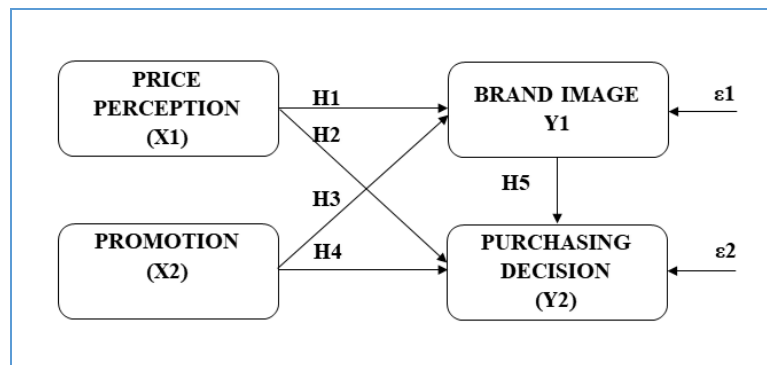 PRICE
PERCEPTION
(X1)
H1
H2
BRAND IMAGE
Y1
ε1
H3
H5
PROMOTION
(X2)
H4
PURCHASING
DECISION
(Y2)
ε2